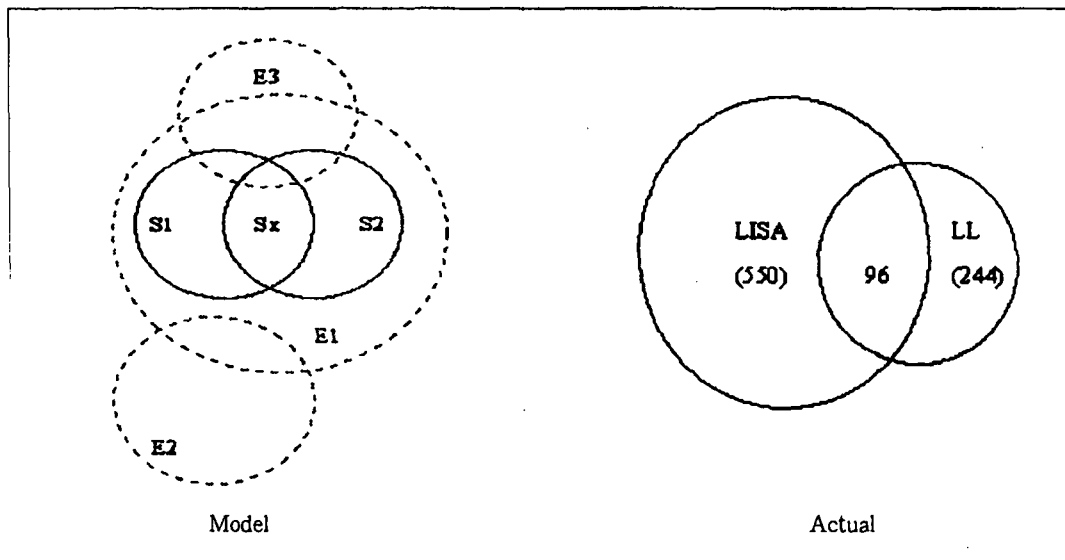 E3
S1 Sx S2
E1
E2
Model
LISA
(550)
96
LL
(244)
Actual